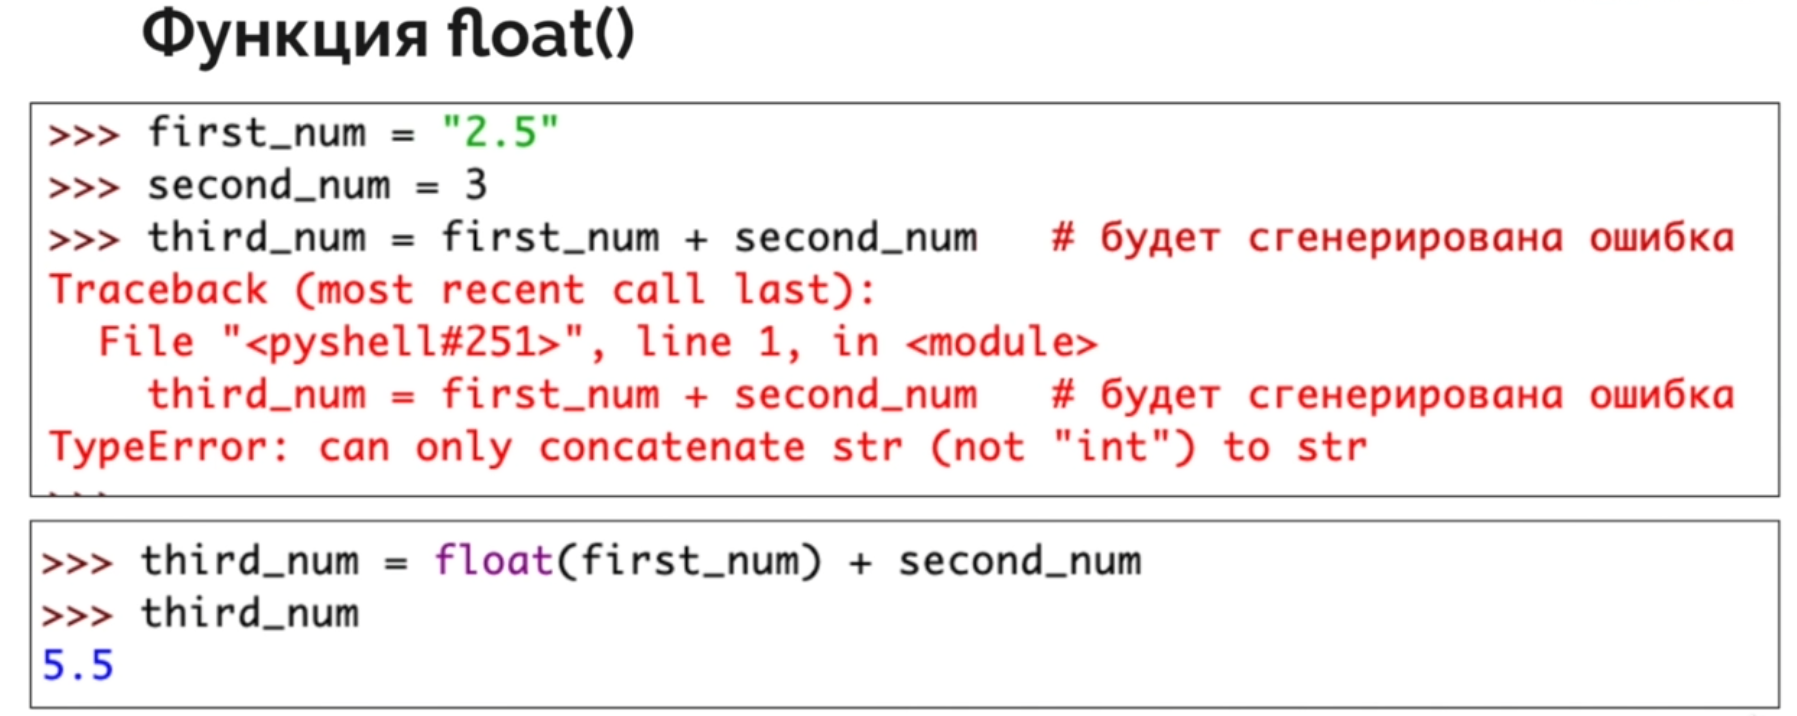 Функция float()
>>> first_num = "2.5"
>>> second_num = 3
>>> third_num = first_num + second_num   # будет сгенерирована ошибка
Traceback (most recent call last):
  File "<pyshell#251>", line 1, in <module>
    third_num = first_num + second_num   # будет сгенерирована ошибка
TypeError: can only concatenate str (not "int") to str
>>> third_num = float(first_num) + second_num
>>> third_num
5.5